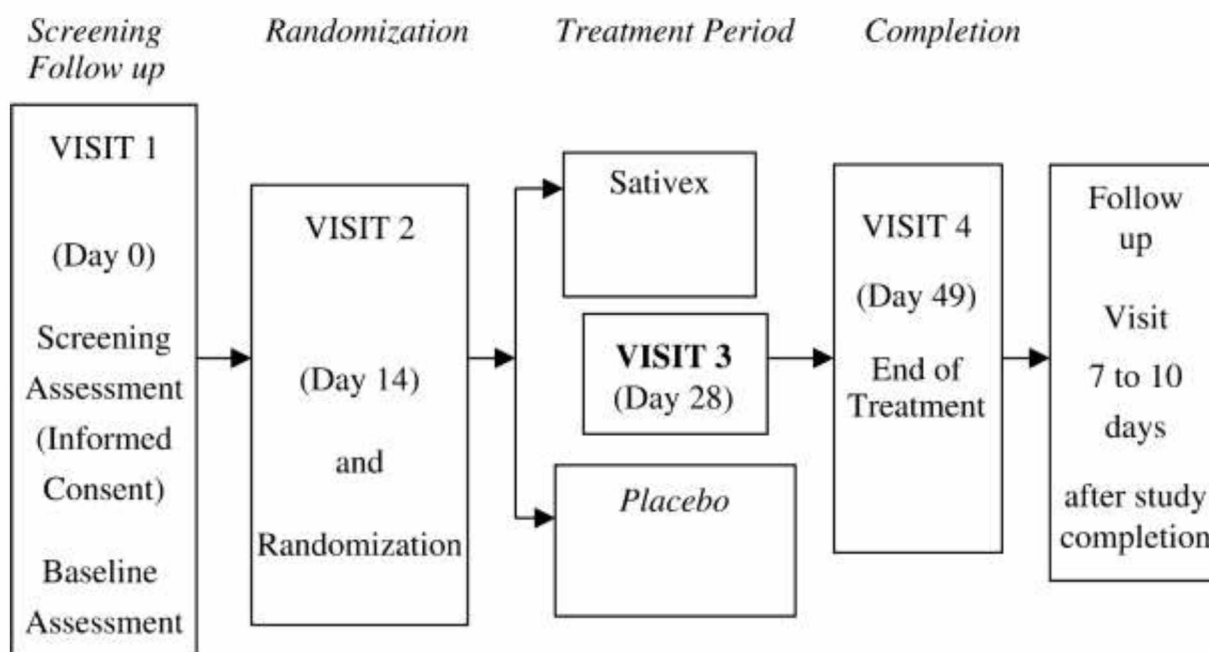 Screening
Follow up
Randomization
Treatment Period
Completion
VISIT 1
(Day 0)
Screening
Assessment
(Informed
Consent)
Baseline
Assessment
VISIT 2
(Day 14)
and
Randomization
Sativex
VISIT 3
(Day 28)
Placebo
VISIT 4
(Day 49)
End of
Treatment
Follow
up
Visit
7 to 10
days
after study
completion